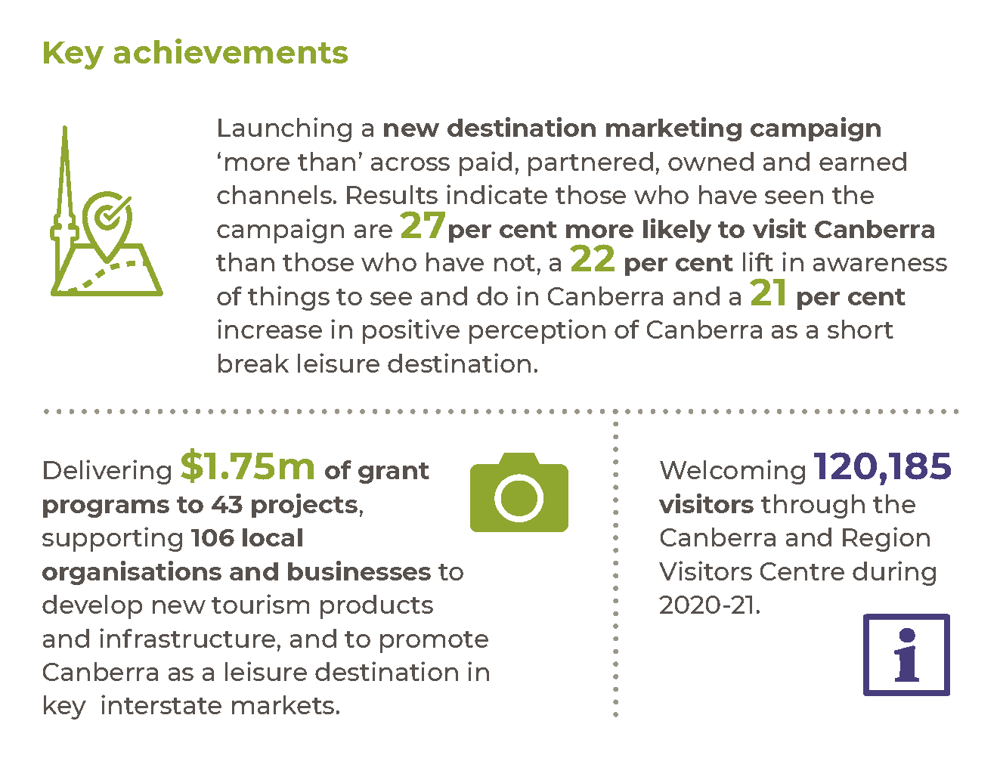 Key achievements
Launching a new destination marketing campaign
‘more than’ across paid, partnered, owned and earned
channels. Results indicate those who have seen the
campaign are 27per cent more likely to visit Canberra
than those who have not, a 22 per cent lift in awareness
of things to see and do in Canberra and a 21 per cent
increase in positive perception of Canberra as a short
break leisure destination.
Delivering $1.75m of grant
programs to 43 projects,
supporting 106 local
organisations and businesses to
develop new tourism products
and infrastructure, and to promote
Canberra as a leisure destination in
key interstate markets.
Welcoming 120,185
visitors through the
Canberra and Region
Visitors Centre during
2020-21.
i